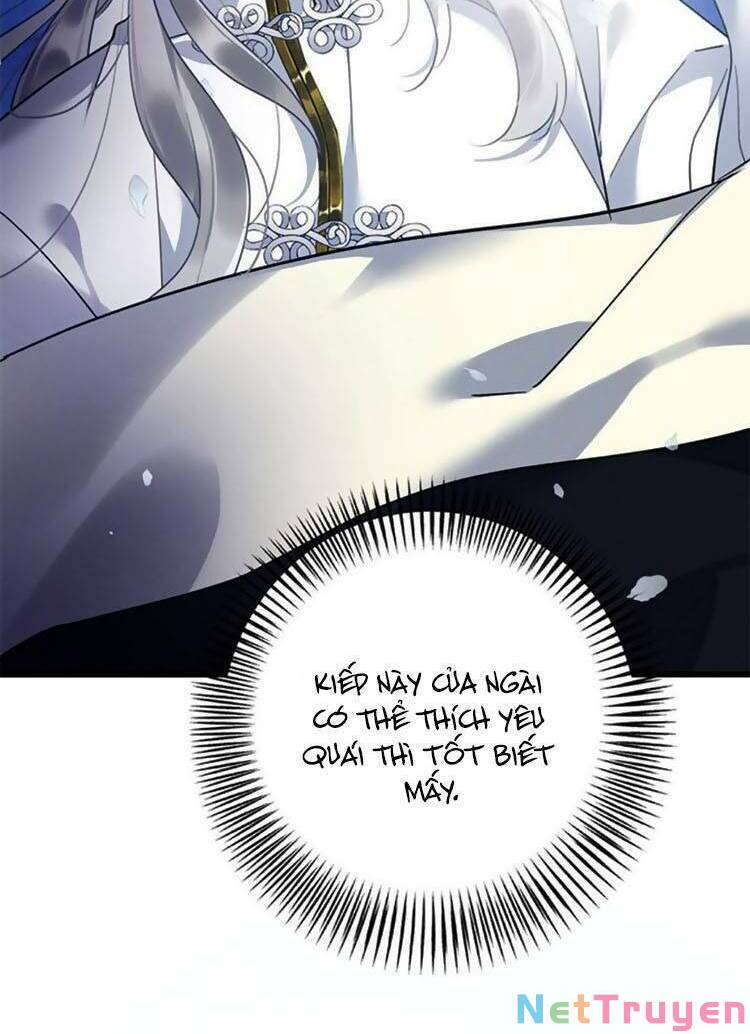 KIẾP NÀY CỦA NGÀI
CÓ THỂ THÍCH YÊU
QUÁI THÌ TỐT BIẾT
MẤY.
NetTruyen